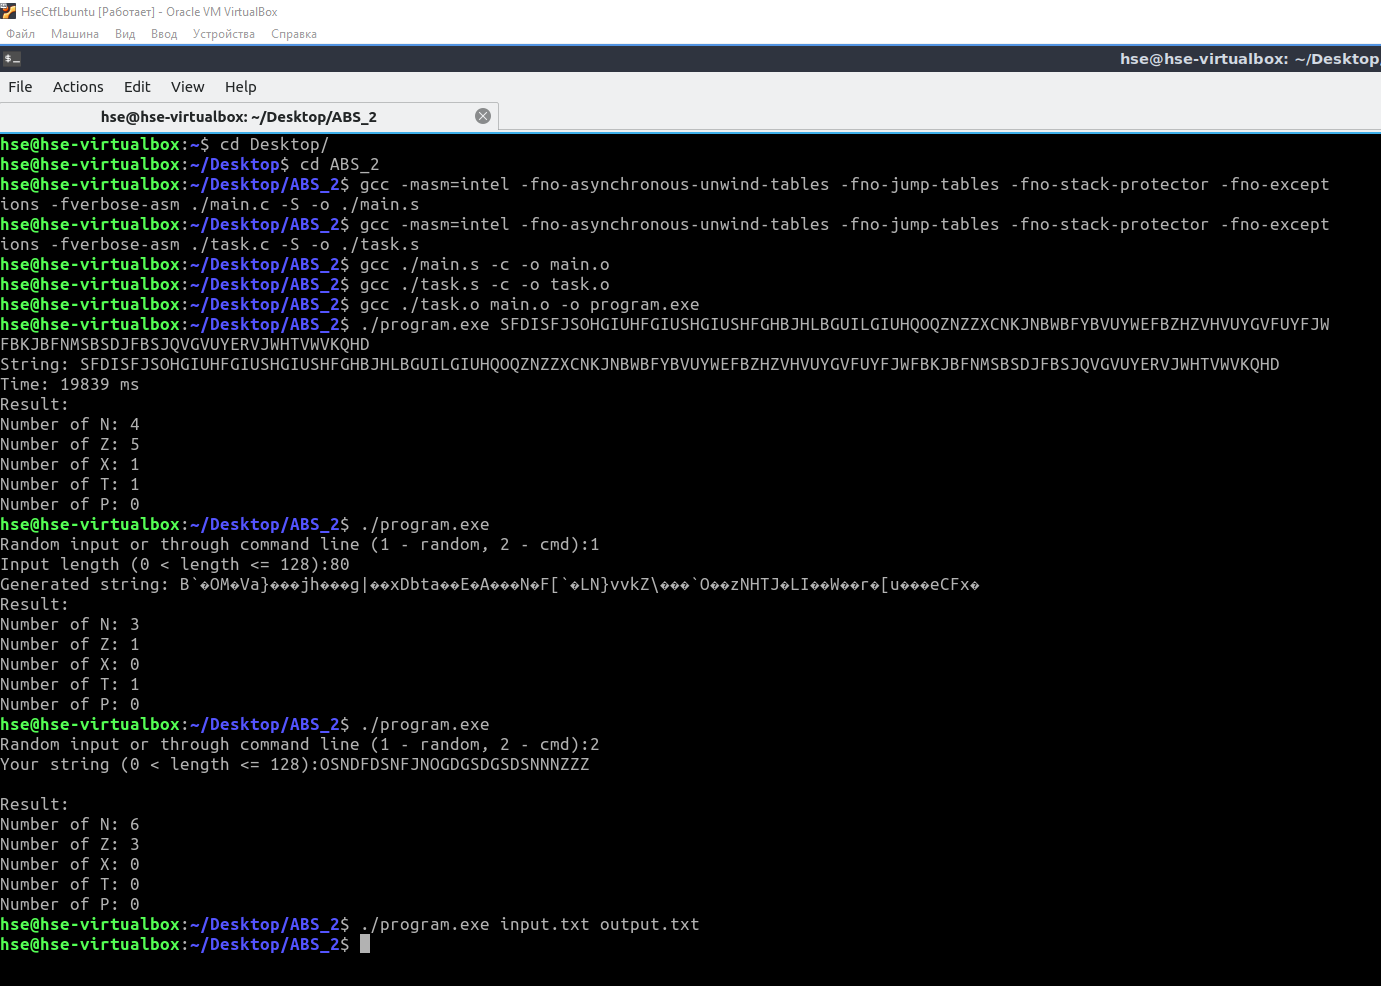 HseCtfLbuntu [Работает] - Oracle VM VirtualBox
Файл Машина Вид Ввод Устройства Справка
hse@hse-virtualbox: ~/Desktop
File Actions Edit View Help
hse@hse-virtualbox: ~/Desktop/ABS_2
hse@hse-virtualbox:~$ cd Desktop/
hse@hse-virtualbox:~/Desktop$ cd ABS_2
hse@hse-virtualbox:~/Desktop/ABS_2$ gcc -masm=intel -fno-asynchronous-unwind-tables -fno-jump-tables -fno-stack-protector -fno-except
ions -fverbose-asm ./main.c -S -o ./main.s
hse@hse-virtualbox:~/Desktop/ABS_2$ gcc -masm=intel -fno-asynchronous-unwind-tables -fno-jump-tables -fno-stack-protector -fno-except
ions -fverbose-asm ./task.c -S -o ./task.s
hse@hse-virtualbox:~/Desktop/ABS_2$ gcc ./main.s -c -o main.o
hse@hse-virtualbox:~/Desktop/ABS_2$ gcc ./task.s -c -o task.o
hse@hse-virtualbox:~/Desktop/ABS_2$ gcc ./task.o main.o -o program.exe
hse@hse-virtualbox:~/Desktop/ABS_2$ ./program.exe SFDISFJSOHGIUHFGIUSHGIUSHFGHBJHLBGUILGIUHQOQZNZZXCNKJNBWBFYBVUYWEFBZHZVHVUYGVFUYFJW
FBKJBFNMSBSDJFBSJQVGVUYERVJWHTVWVKQHD
String: SFDISFJSOHGIUHFGIUSHGIUSHFGHBJHLBGUILGIUHQOQZNZZXCNKJNBWBFYBVUYWEFBZHZVHVUYGVFUYFJWFBKJBFNMSBSDJFBSJQVGVUYERVJWHTVWVKQHD
Time: 19839 ms
Result:
Number of N: 4
Number of Z: 5
Number of X: 1
Number of T: 1
Number of P: 0
hse@hse-virtualbox:~/Desktop/ABS_2$ ./program.exe
Random input or through command line (1 - random, 2 - cmd):1
Input length (0 < length <= 128):80
Generated string: B`�OM�Va}���jh���g|��xDbta��E�A���N�F[`�LN}vvkZ\���`O��zNHTJ�LI��W��r�[u���eCFx�
Result:
Number of N: 3
Number of Z: 1
Number of X: 0
Number of T: 1
Number of P: 0
hse@hse-virtualbox:~/Desktop/ABS_2$ ./program.exe
Random input or through command line (1 - random, 2 - cmd):2
Your string (0 < length <= 128):OSNDFDSNFJNOGDGSDGSDSNNNZZZ
Result:
Number of N: 6
Number of Z: 3
Number of X: 0
Number of T: 0
Number of P: 0
hse@hse-virtualbox:~/Desktop/ABS_2$ ./program.exe input.txt output.txt
hse@hse-virtualbox:~/Desktop/ABS_2$